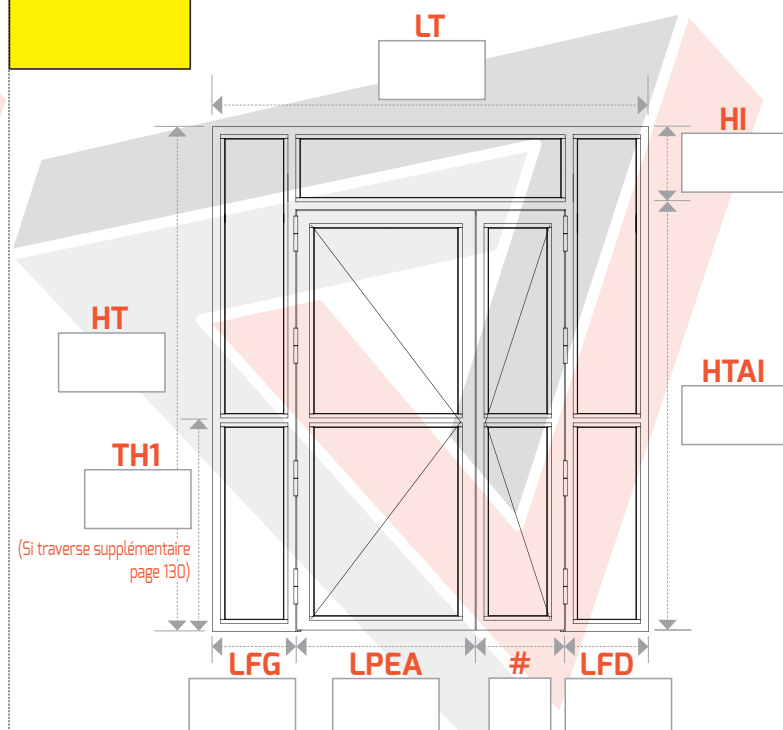 LT
HI
HT
HTAI
TH1
(Si traverse supplémentaire
page 130)
LFG
LPEA
#
LFD